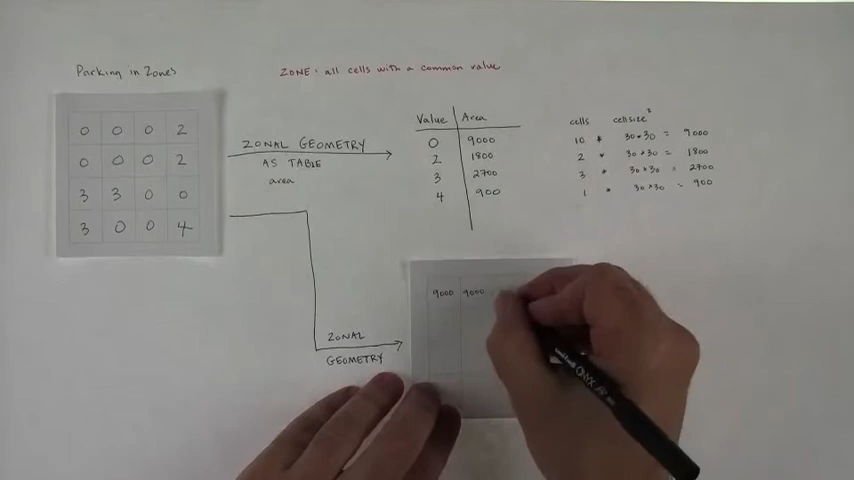 Parking in Zones
ZONE: all cells with a common value
0 0 0 2
0 0 0 2
3 3 0 0
3 0 0 4
ZONAL GEOMETRY
AS TABLE
area
Value Area
0 9000
2 1800
3 2700
4 900
cells cellsize²
10 * 30*30 = 9000
2 * 30*30 = 1800
3 * 30*30 = 2700
1 * 30*30 = 900
ZONAL
GEOMETRY
9000 9000
ONYX